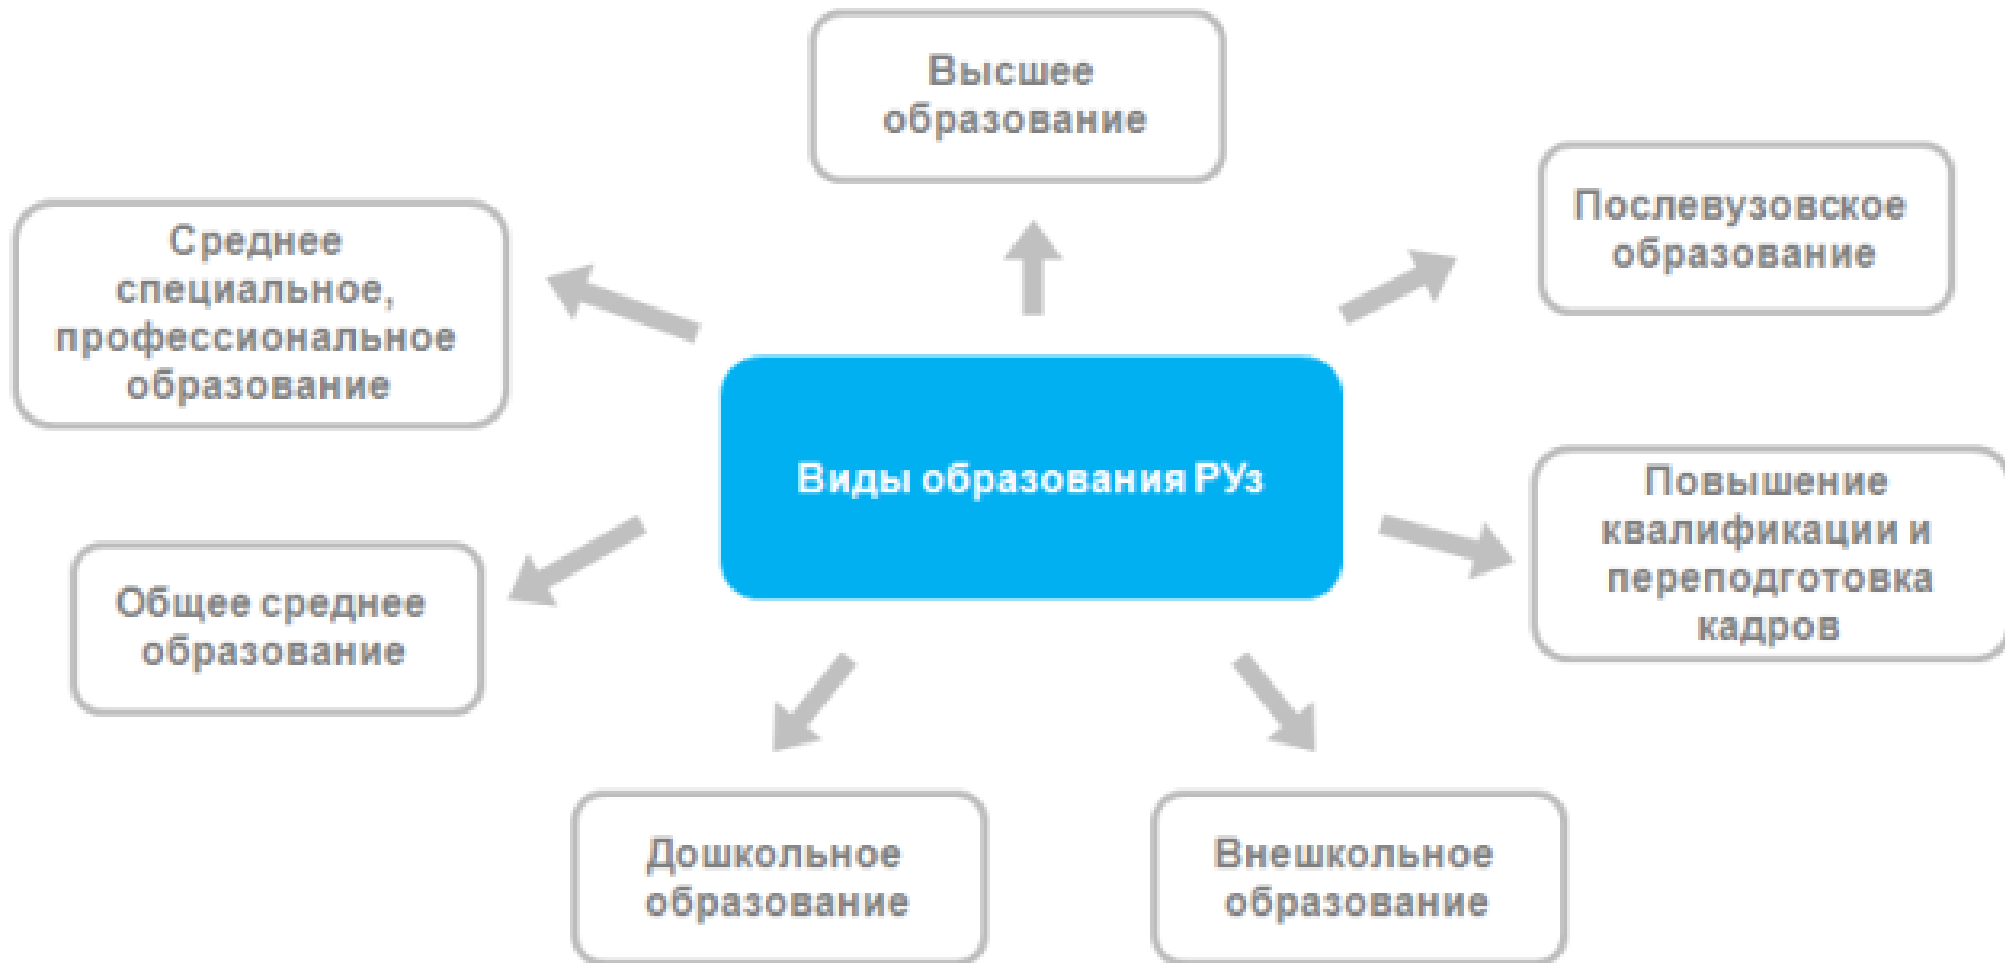 Высшее
образование
Послевузовское
образование
Среднее
специальное,
профессиональное
образование
Виды образования РУз
Повышение
квалификации и
переподготовка
кадров
Общее среднее
образование
Дошкольное
образование
Внешкольное
образование